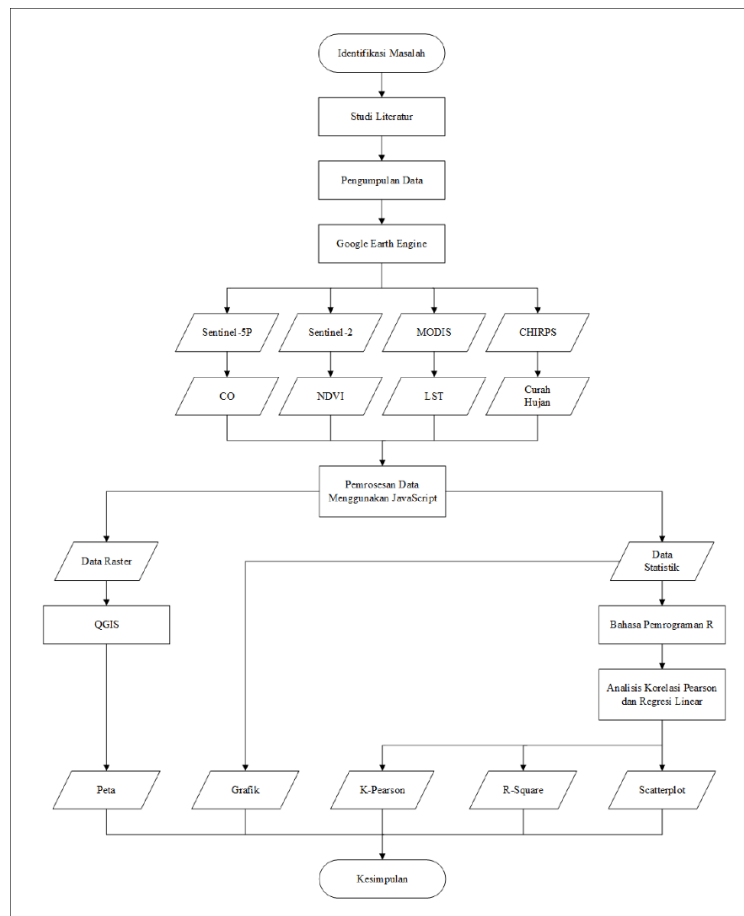 Identifikasi Masalah
Studi Literatur
Pengumpulan Data
Google Earth Engine
Sentinel-5P
Sentinel-2
MODIS
CHIRPS
CO
NDVI
LST
Curah
Hujan
Pemrosesan Data
Menggunakan JavaScript
Data Raster
Data
Statistik
QGIS
Bahasa Pemrograman R
Analisis Korelasi Pearson
dan Regresi Linear
Peta
Grafik
K-Pearson
R-Square
Scatterplot
Kesimpulan